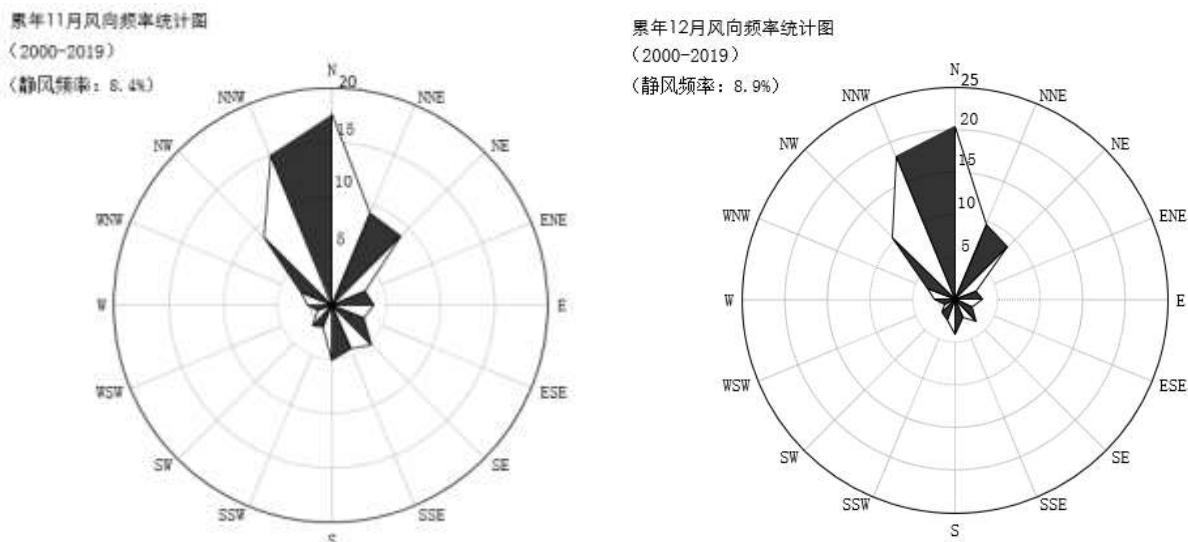 累年11月风向频率统计图
（2000-2019）
（静风频率: 8.4%）
N
20
NNW
NNE
NW
NE
15
10
WNW
ENE
5
W
E
WSW
ESE
SW
SE
SSW
SSE
S
累年12月风向频率统计图
（2000-2019）
（静风频率: 8.9%）
N
25
NNW
NNE
20
NW
NE
15
10
WNW
ENE
5
W
E
WSW
ESE
SW
SE
SSW
SSE
S